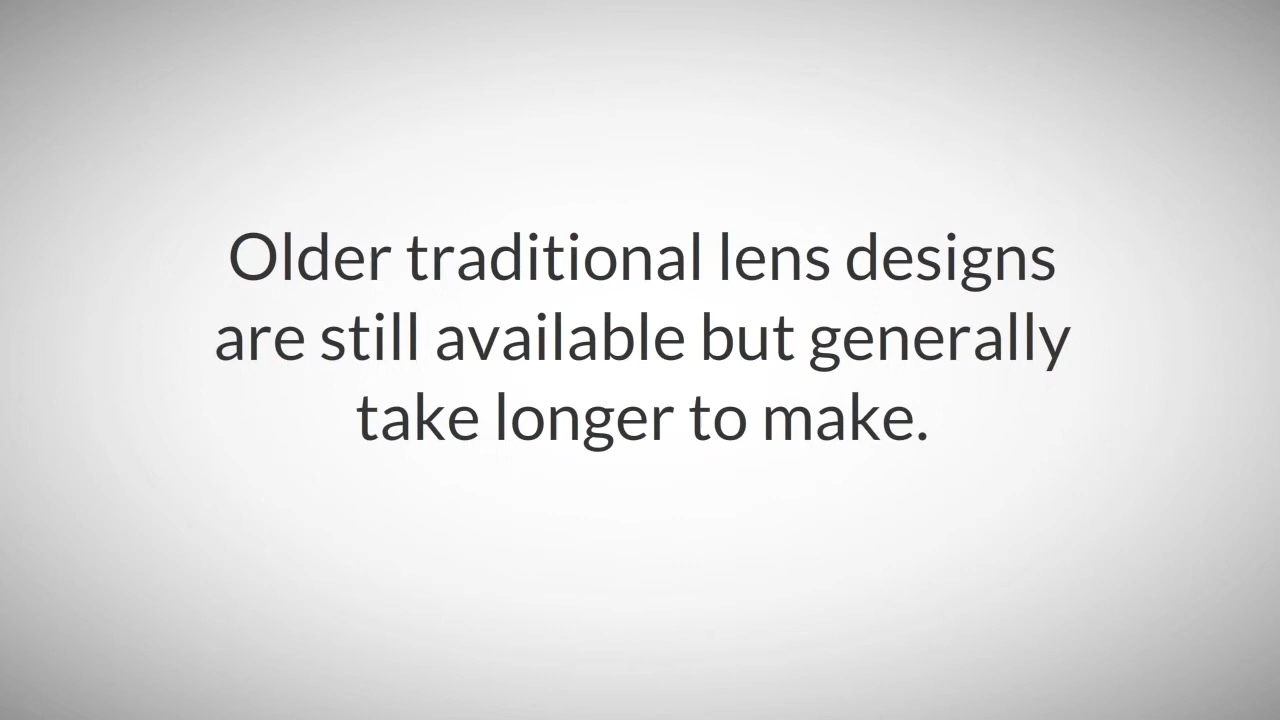 Older traditional lens designs
are still available but generally
take longer to make.